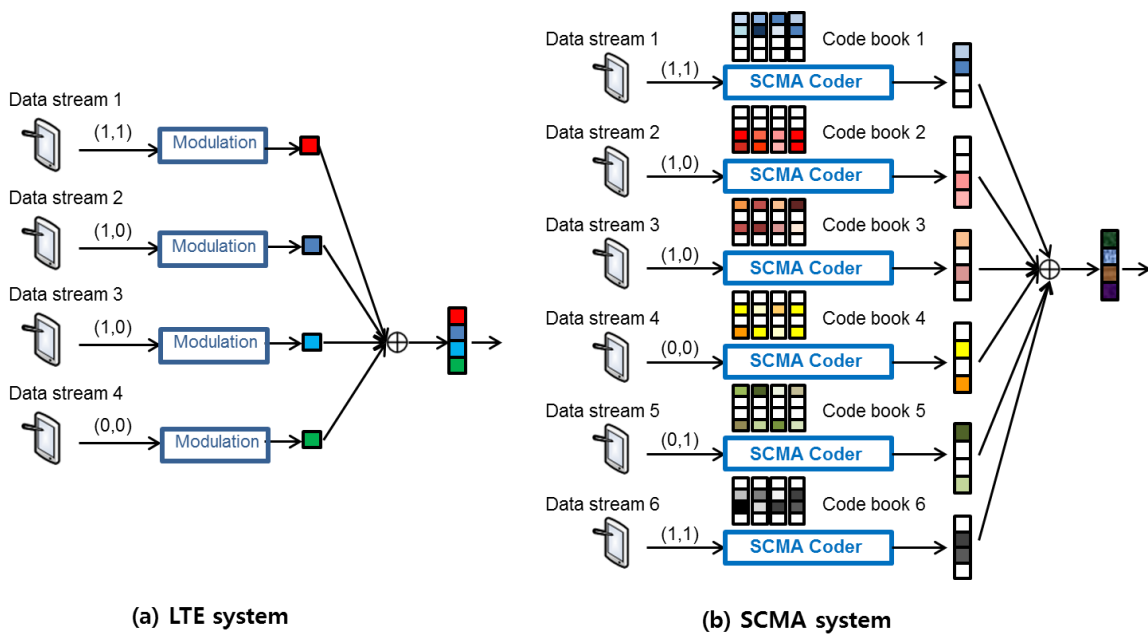 Data stream 1
(1,1)
Modulation
Data stream 2
(1,0)
Modulation
Data stream 3
(1,0)
Modulation
Data stream 4
(0,0)
Modulation
(a) LTE system
Data stream 1
Code book 1
(1,1)
SCMA Coder
Data stream 2
Code book 2
(1,0)
SCMA Coder
Data stream 3
Code book 3
(1,0)
SCMA Coder
Data stream 4
Code book 4
(0,0)
SCMA Coder
Data stream 5
Code book 5
(0,1)
SCMA Coder
Data stream 6
Code book 6
(1,1)
SCMA Coder
(b) SCMA system